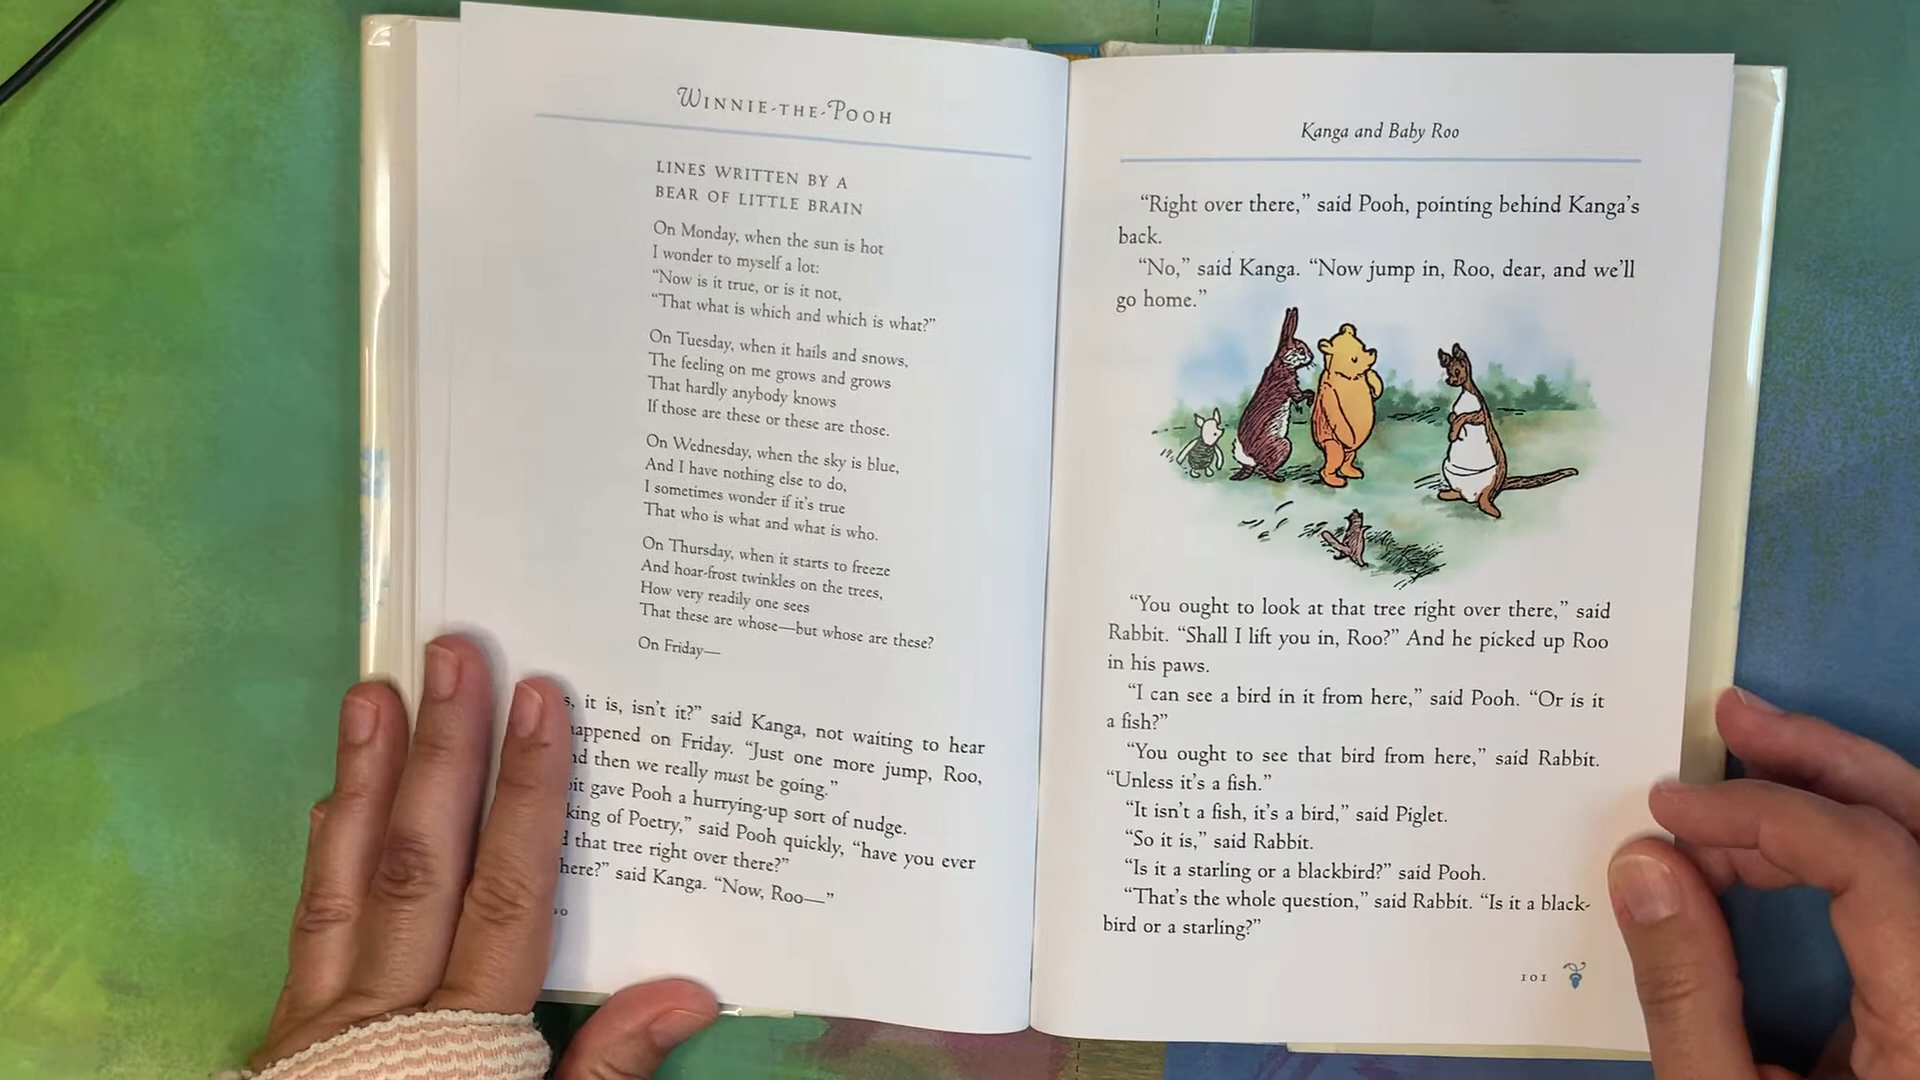 WINNIE-THE-POOH
LINES WRITTEN BY A
BEAR OF LITTLE BRAIN
On Monday, when the sun is hot
I wonder to myself a lot:
“Now is it true, or is it not,
“That what is which and which is what?”
On Tuesday, when it hails and snows,
The feeling on me grows and grows
That hardly anybody knows
If those are these or these are those.
On Wednesday, when the sky is blue,
And I have nothing else to do,
I sometimes wonder if it’s true
That who is what and what is who.
On Thursday, when it starts to freeze
And hoar-frost twinkles on the trees,
How very readily one sees
That these are whose—but whose are these?
On Friday—
it is, isn’t it?” said Kanga, not waiting to hear
happened on Friday. “Just one more jump, Roo,
then we really must be going.”
gave Pooh a hurrying-up sort of nudge.
of Poetry,” said Pooh quickly, “have you ever
that tree right over there?”
said Kanga. “Now, Roo—”
Kanga and Baby Roo
“Right over there,” said Pooh, pointing behind Kanga’s
back.
“No,” said Kanga. “Now jump in, Roo, dear, and we’ll
go home.”
“You ought to look at that tree right over there,” said
Rabbit. “Shall I lift you in, Roo?” And he picked up Roo
in his paws.
“I can see a bird in it from here,” said Pooh. “Or is it
a fish?”
“You ought to see that bird from here,” said Rabbit.
“Unless it’s a fish.”
“It isn’t a fish, it’s a bird,” said Piglet.
“So it is,” said Rabbit.
“Is it a starling or a blackbird?” said Pooh.
“That’s the whole question,” said Rabbit. “Is it a black-
bird or a starling?”
101